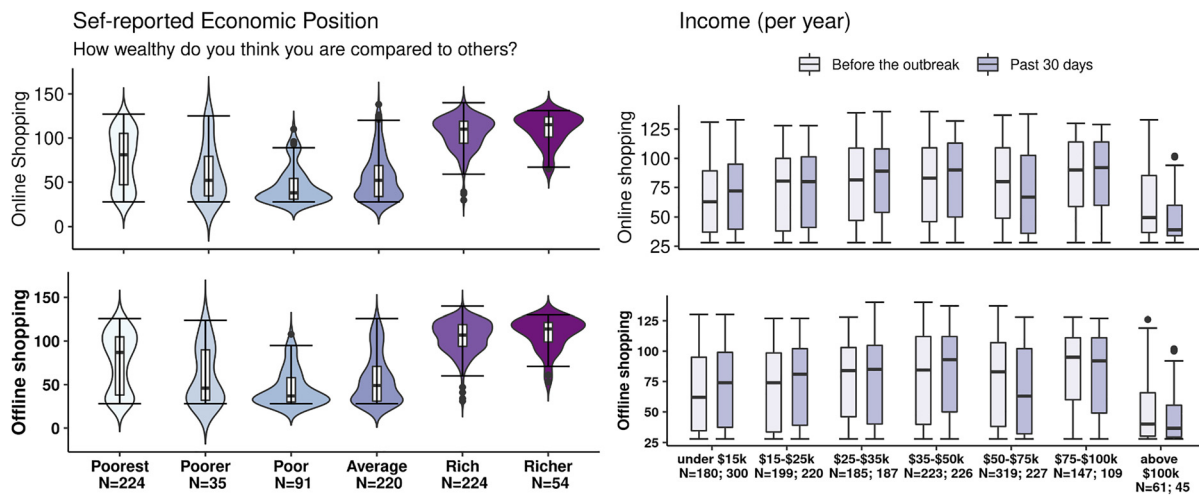 Sef-reported Economic Position
How wealthy do you think you are compared to others?
Online Shopping
150
100
50
0
Offline shopping
150
100
50
0
Poorest Poorer Poor Average Rich Richer
N=224 N=35 N=91 N=220 N=224 N=54
Income (per year)
Before the outbreak Past 30 days
Online shopping
125
100
75
50
25
Offline shopping
125
100
75
50
25
under $15k $15-$25k $25-$35k $35-$50k $50-$75k $75-$100k above
$100k
N=180; 300 N=199; 220 N=185; 187 N=223; 226 N=319; 227 N=147; 109
N=61; 45